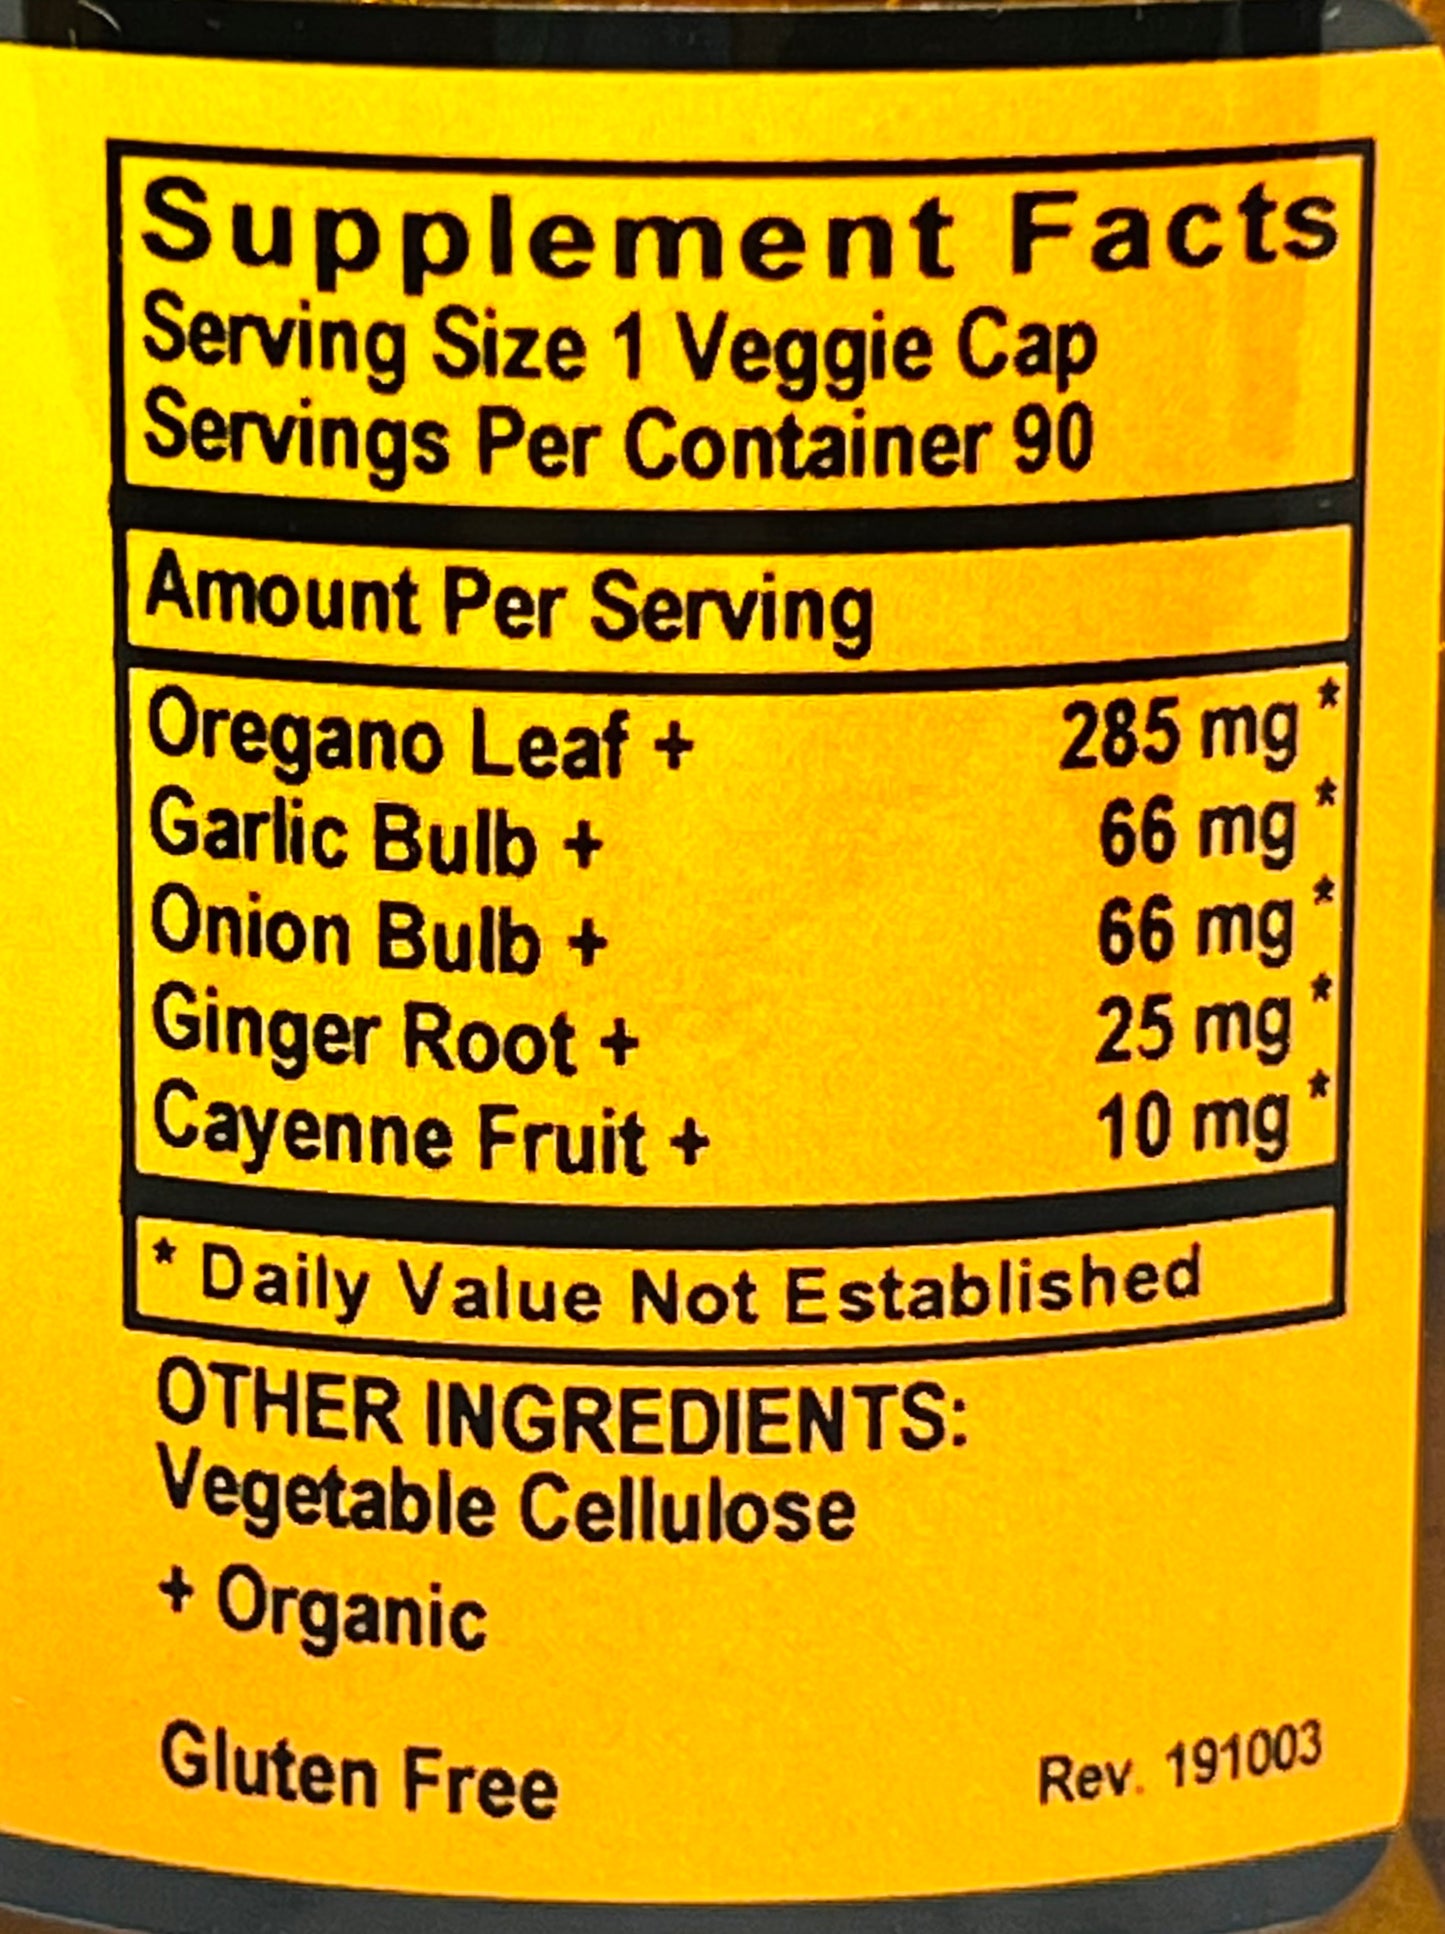 Supplement Facts
Serving Size 1 Veggie Cap
Servings Per Container 90
Amount Per Serving
Oregano Leaf + 285 mg *
Garlic Bulb + 66 mg *
Onion Bulb + 66 mg *
Ginger Root + 25 mg *
Cayenne Fruit + 10 mg *
* Daily Value Not Established
OTHER INGREDIENTS:
Vegetable Cellulose
+ Organic
Gluten Free Rev. 191003